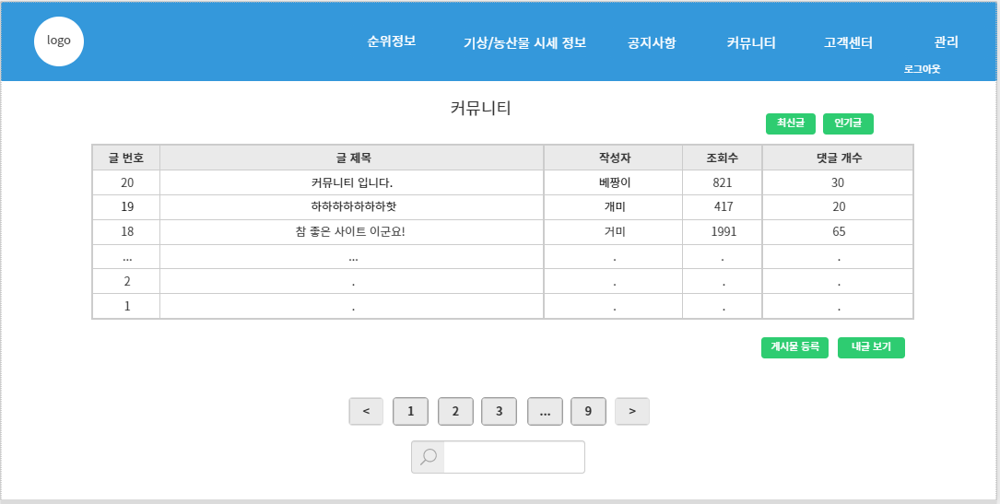 logo
순위정보 기상/농산물 시세 정보 공지사항 커뮤니티 고객센터 관리
로그아웃
커뮤니티
최신글 인기글
글 번호 글 제목 작성자 조회수 댓글 개수
20 커뮤니티 입니다. 베짱이 821 30
19 하하하하하하하핫 개미 417 20
18 참 좋은 사이트 이군요! 거미 1991 65
... ... . . .
2 . . . .
1 . . . .
게시물 등록 내글 보기
< 1 2 3 ... 9 >